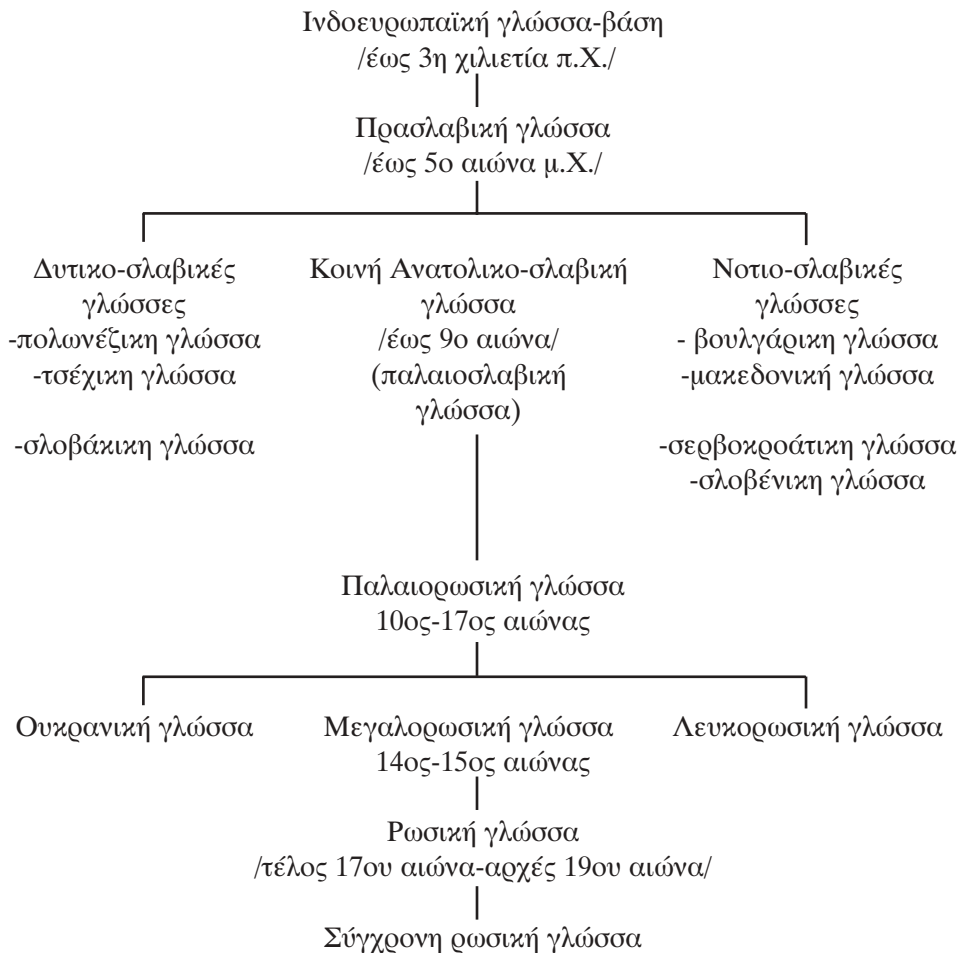 Ινδοευρωπαϊκή γλώσσα-βάση
/έως 3η χιλιετία π.Χ./
Πρασλαβική γλώσσα
/έως 5ο αιώνα μ.Χ./
Δυτικο-σλαβικές
γλώσσες
-πολωνέζικη γλώσσα
-τσέχικη γλώσσα
-σλοβάκικη γλώσσα
Κοινή Ανατολικο-σλαβική
γλώσσα
/έως 9ο αιώνα/
(παλαιοσλαβική
γλώσσα)
Νοτιο-σλαβικές
γλώσσες
- βουλγάρικη γλώσσα
-μακεδονική γλώσσα
-σερβοκροάτικη γλώσσα
-σλοβένικη γλώσσα
Παλαιορωσική γλώσσα
10ος-17ος αιώνας
Ουκρανική γλώσσα
Μεγαλορωσική γλώσσα
14ος-15ος αιώνας
Λευκορωσική γλώσσα
Ρωσική γλώσσα
/τέλος 17ου αιώνα-αρχές 19ου αιώνα/
Σύγχρονη ρωσική γλώσσα